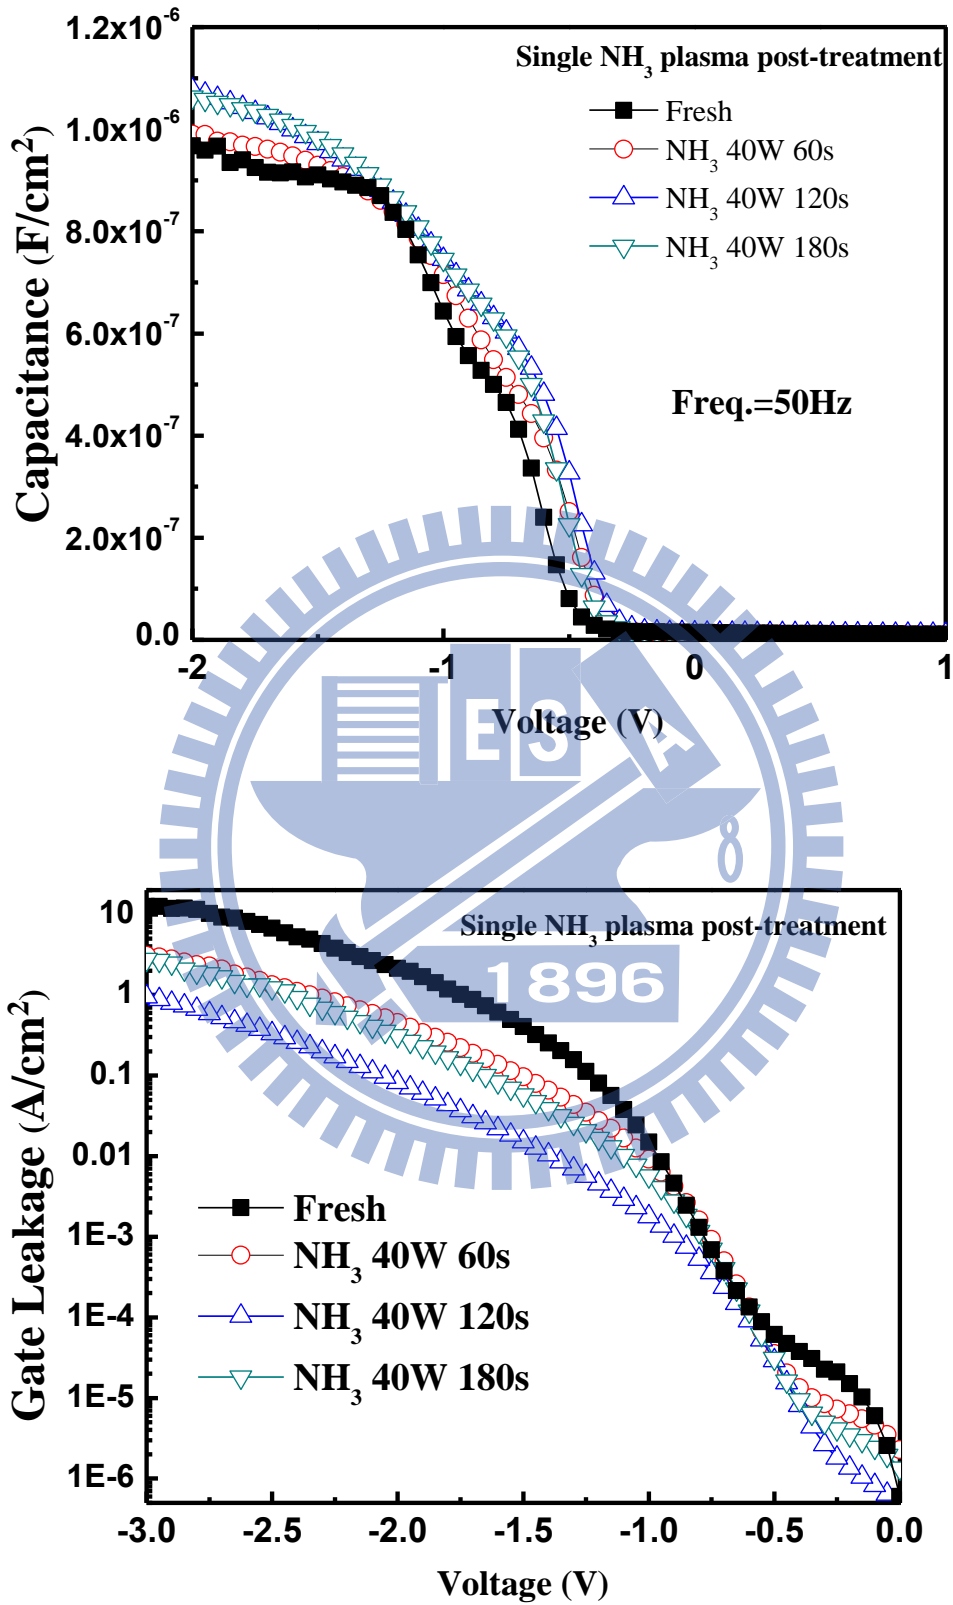 1.2x10⁻⁶
Single NH₃ plasma post-treatment
Fresh
1.0x10⁻⁶
NH₃ 40W 60s
NH₃ 40W 120s
8.0x10⁻⁷
NH₃ 40W 180s
6.0x10⁻⁷
Freq.=50Hz
4.0x10⁻⁷
2.0x10⁻⁷
0.0
Capacitance (F/cm²)
-2 -1 0 1
Voltage (V)
E S A
8
1896
10
Single NH₃ plasma post-treatment
1
0.1
0.01
1E-3
1E-4
1E-5
1E-6
Gate Leakage (A/cm²)
Fresh
NH₃ 40W 60s
NH₃ 40W 120s
NH₃ 40W 180s
-3.0 -2.5 -2.0 -1.5 -1.0 -0.5 0.0
Voltage (V)